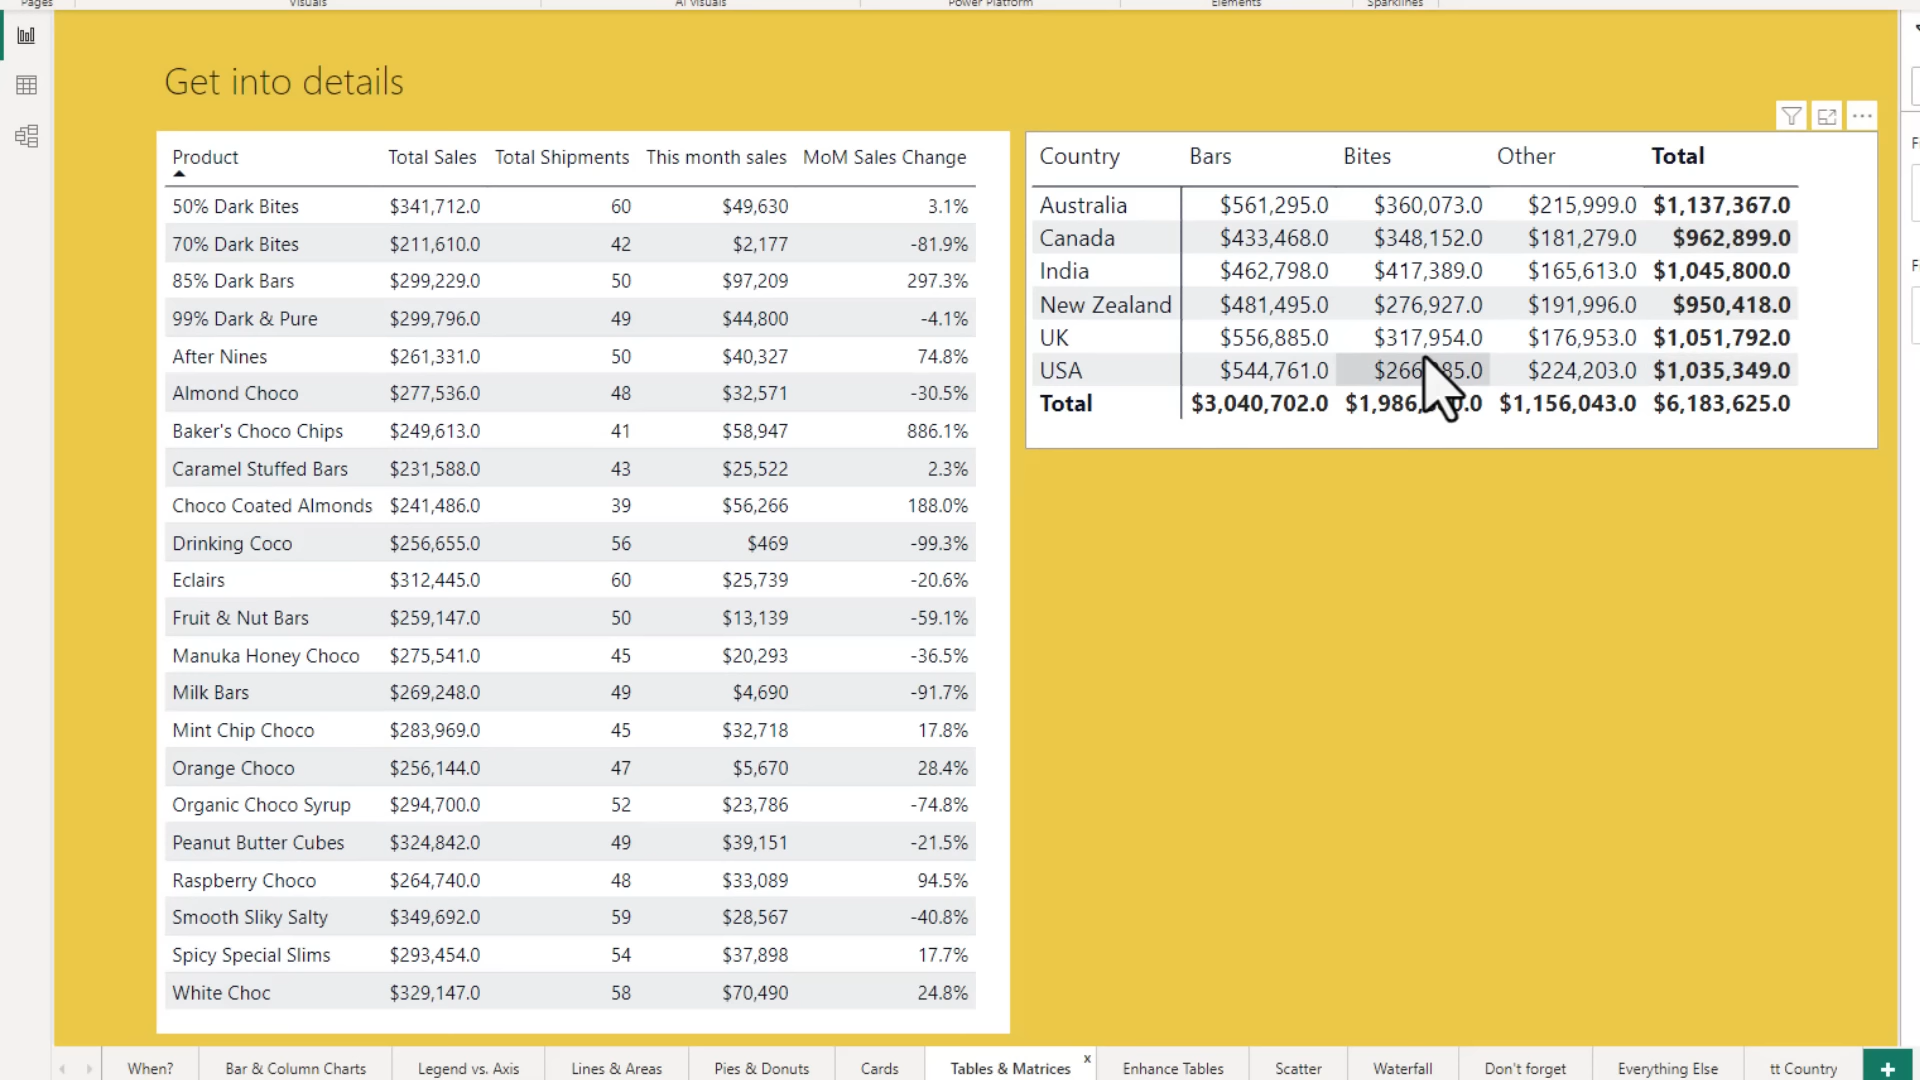 Pages Visuals AI visuals Power Platform Elements Sparklines
Get into details
Product Total Sales Total Shipments This month sales MoM Sales Change
50% Dark Bites $341,712.0 60 $49,630 3.1%
70% Dark Bites $211,610.0 42 $2,177 -81.9%
85% Dark Bars $299,229.0 50 $97,209 297.3%
99% Dark & Pure $299,796.0 49 $44,800 -4.1%
After Nines $261,331.0 50 $40,327 74.8%
Almond Choco $277,536.0 48 $32,571 -30.5%
Baker's Choco Chips $249,613.0 41 $58,947 886.1%
Caramel Stuffed Bars $231,588.0 43 $25,522 2.3%
Choco Coated Almonds $241,486.0 39 $56,266 188.0%
Drinking Coco $256,655.0 56 $469 -99.3%
Eclairs $312,445.0 60 $25,739 -20.6%
Fruit & Nut Bars $259,147.0 50 $13,139 -59.1%
Manuka Honey Choco $275,541.0 45 $20,293 -36.5%
Milk Bars $269,248.0 49 $4,690 -91.7%
Mint Chip Choco $283,969.0 45 $32,718 17.8%
Orange Choco $256,144.0 47 $5,670 28.4%
Organic Choco Syrup $294,700.0 52 $23,786 -74.8%
Peanut Butter Cubes $324,842.0 49 $39,151 -21.5%
Raspberry Choco $264,740.0 48 $33,089 94.5%
Smooth Sliky Salty $349,692.0 59 $28,567 -40.8%
Spicy Special Slims $293,454.0 54 $37,898 17.7%
White Choc $329,147.0 58 $70,490 24.8%
Country Bars Bites Other Total
Australia $561,295.0 $360,073.0 $215,999.0 $1,137,367.0
Canada $433,468.0 $348,152.0 $181,279.0 $962,899.0
India $462,798.0 $417,389.0 $165,613.0 $1,045,800.0
New Zealand $481,495.0 $276,927.0 $191,996.0 $950,418.0
UK $556,885.0 $317,954.0 $176,953.0 $1,051,792.0
USA $544,761.0 $224,203.0 $1,035,349.0
Total $3,040,702.0 $1,156,043.0 $6,183,625.0
When? Bar & Column Charts Legend vs. Axis Lines & Areas Pies & Donuts Cards Tables & Matrices x Enhance Tables Scatter Waterfall Don't forget Everything Else tt Country +